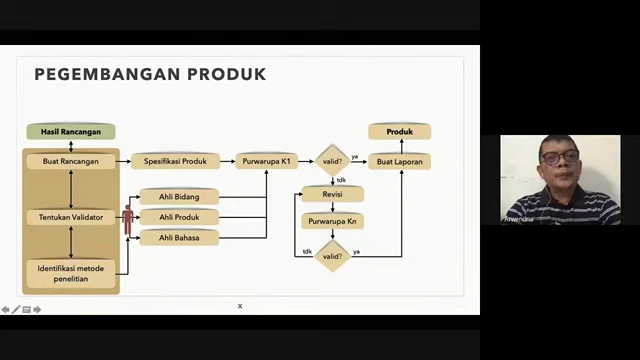 PEGEMBANGAN PRODUK
Hasil Rancangan
Produk
Buat Rancangan
Spesifikasi Produk
Purwarupa K1
valid?
ya
Buat Laporan
tdk
Revisi
Ahli Bidang
Tentukan Validator
Ahli Produk
Purwarupa Kn
Ahli Bahasa
tdk
valid?
ya
Identifikasi metode
penelitian
x